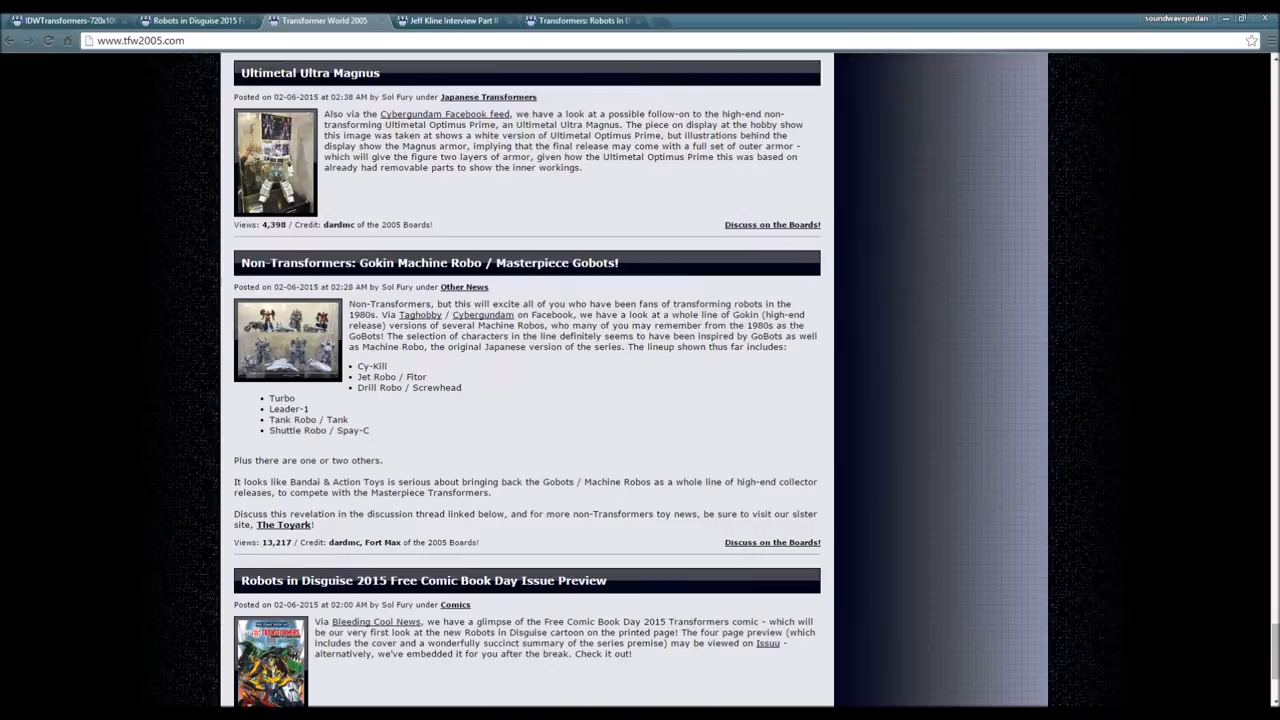 IDWTransformers-720x10
Robots in Disguise 2015 F
Transformer World 2005
Jeff Kline Interview Part I
Transformers: Robots In D
soundwavejordan
www.tfw2005.com
Ultimetal Ultra Magnus
Posted on 02-06-2015 at 02:38 AM by Sol Fury under Japanese Transformers
Also via the Cybergundam Facebook feed, we have a look at a possible follow-on to the high-end non-
transforming Ultimetal Optimus Prime, an Ultimetal Ultra Magnus. The piece on display at the hobby show
this image was taken at shows a white version of Ultimetal Optimus Prime, but illustrations behind the
display show the Magnus armor, implying that the final release may come with a full set of outer armor -
which will give the figure two layers of armor, given how the Ultimetal Optimus Prime this was based on
already had removable parts to show the inner workings.
Views: 4,398 / Credit: dardmc of the 2005 Boards!
Discuss on the Boards!
Non-Transformers: Gokin Machine Robo / Masterpiece Gobots!
Posted on 02-06-2015 at 02:28 AM by Sol Fury under Other News
Non-Transformers, but this will excite all of you who have been fans of transforming robots in the
1980s. Via Taghobby / Cybergundam on Facebook, we have a look at a whole line of Gokin (high-end
release) versions of several Machine Robos, who many of you may remember from the 1980s as the
GoBots! The selection of characters in the line definitely seems to have been inspired by GoBots as well
as Machine Robo, the original Japanese version of the series. The lineup shown thus far includes:
• Cy-Kill
• Jet Robo / Fitor
• Drill Robo / Screwhead
• Turbo
• Leader-1
• Tank Robo / Tank
• Shuttle Robo / Spay-C
Plus there are one or two others.
It looks like Bandai & Action Toys is serious about bringing back the Gobots / Machine Robos as a whole line of high-end collector
releases, to compete with the Masterpiece Transformers.
Discuss this revelation in the discussion thread linked below, and for more non-Transformers toy news, be sure to visit our sister
site, The Toyark!
Views: 13,217 / Credit: dardmc, Fort Max of the 2005 Boards!
Discuss on the Boards!
Robots in Disguise 2015 Free Comic Book Day Issue Preview
Posted on 02-06-2015 at 02:00 AM by Sol Fury under Comics
Via Bleeding Cool News, we have a glimpse of the Free Comic Book Day 2015 Transformers comic - which will
be our very first look at the new Robots in Disguise cartoon on the printed page! The four page preview (which
includes the cover and a wonderfully succinct summary of the series premise) may be viewed on Issuu -
alternatively, we've embedded it for you after the break. Check it out!